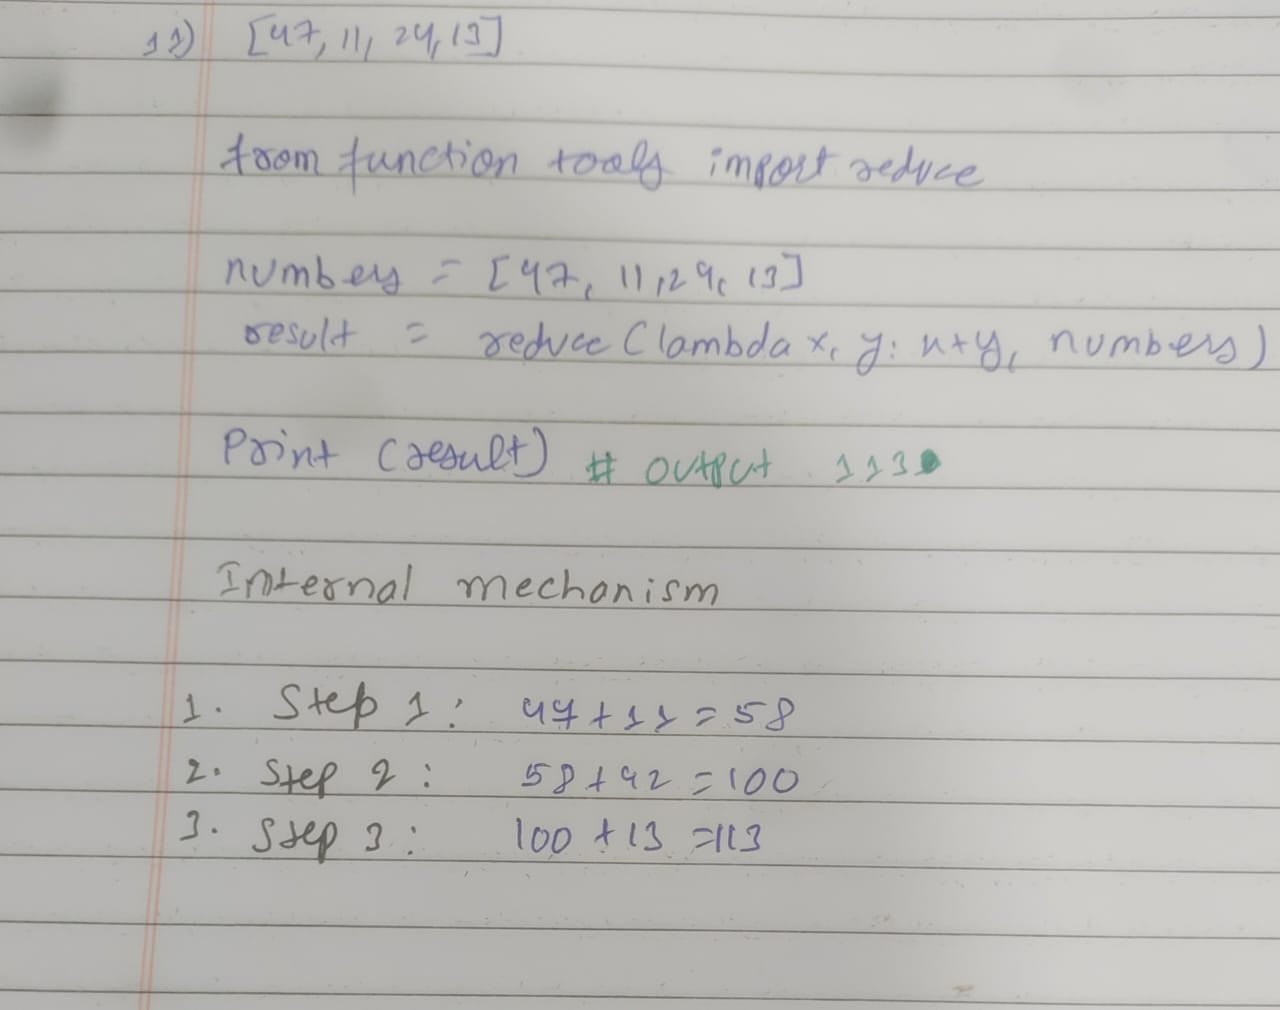 11) [47, 11, 24, 13]
from function tools import reduce
numbers = [47, 11, 24, 13]
result = reduce (lambda x, y: x+y, numbers)
Print (result) # output 113
Internal mechanism
1. Step 1: 47+11=58
2. Step 2: 58+42=100
3. Step 3: 100+13=113